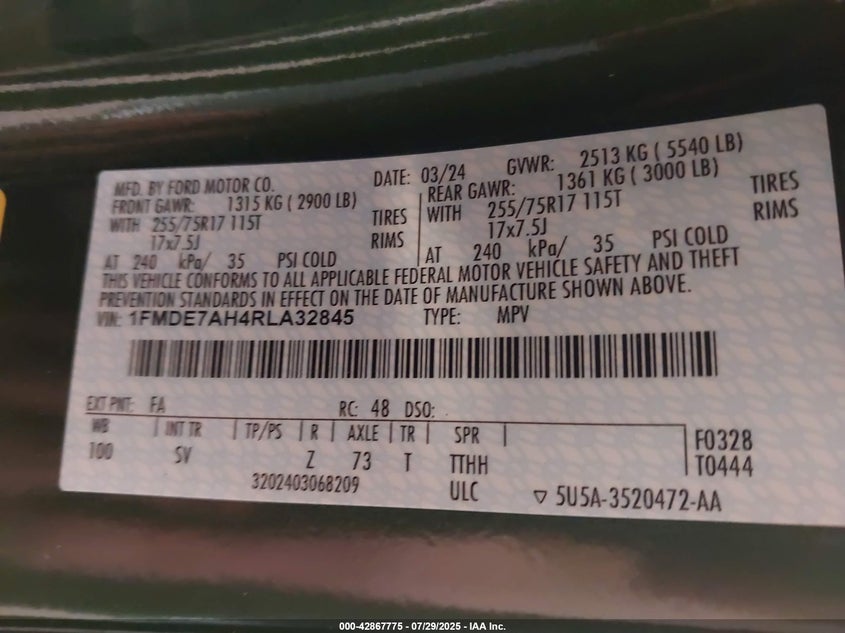 MFD. BY FORD MOTOR CO. DATE: 03/24 GVWR: 2513 KG ( 5540 LB)
FRONT GAWR: 1315 KG ( 2900 LB) REAR GAWR: 1361 KG ( 3000 LB)
WITH 255/75R17 115T TIRES WITH 255/75R17 115T TIRES
17x7.5J RIMS 17x7.5J RIMS
AT 240 kPa/ 35 PSI COLD AT 240 kPa/ 35 PSI COLD
THIS VEHICLE CONFORMS TO ALL APPLICABLE FEDERAL MOTOR VEHICLE SAFETY AND THEFT
PREVENTION STANDARDS IN EFFECT ON THE DATE OF MANUFACTURE SHOWN ABOVE.
VIN: 1FMDE7AH4RLA32845 TYPE: MPV
EXT PNT: FA RC: 48 DSO:
WB INT TR TP/PS R AXLE TR SPR F0328
100 SV Z 73 T TTHH T0444
3202403068209 ULC ▽ 5U5A-3520472-AA
000-42867775 - 07/29/2025 - IAA Inc.